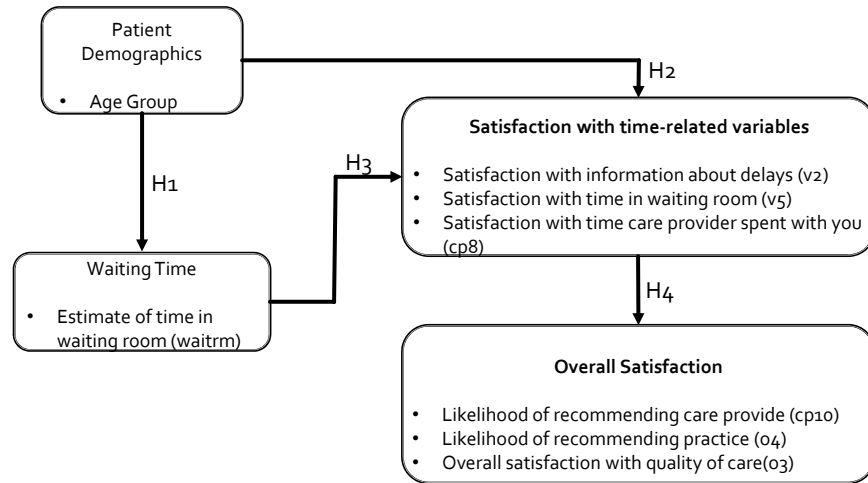 Patient
Demographics
• Age Group
H1
H2
H3
Satisfaction with time-related variables
• Satisfaction with information about delays (v2)
• Satisfaction with time in waiting room (v5)
• Satisfaction with time care provider spent with you
(cp8)
Waiting Time
• Estimate of time in
waiting room (waitrm)
H4
Overall Satisfaction
• Likelihood of recommending care provide (cp10)
• Likelihood of recommending practice (o4)
• Overall satisfaction with quality of care(o3)